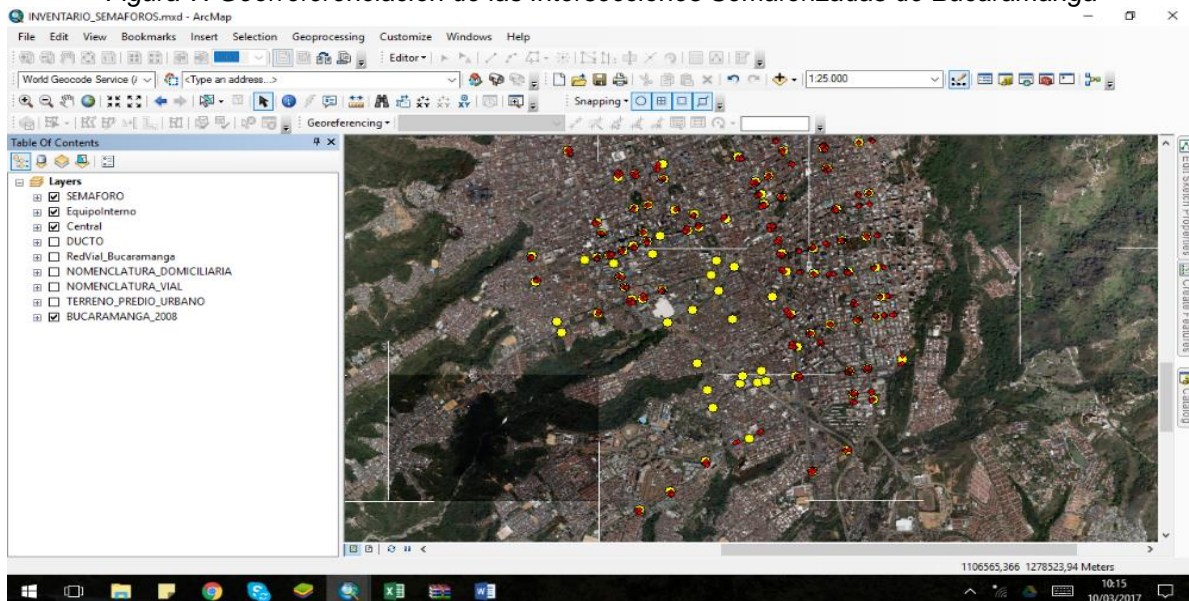 Figura 7. Georreferenciación de las Intersecciones Semaforizadas de Bucaramanga
INVENTARIO_SEMAFOROS.mxd - ArcMap
File Edit View Bookmarks Insert Selection Geoprocessing Customize Windows Help
Editor
World Geocode Service (/ <Type an address...> 1:25.000
Snapping
Georeferencing
Table Of Contents
Layers
SEMAFORO
EquipoInterno
Central
DUCTO
RedVial_Bucaramanga
NOMENCLATURA_DOMICILIARIA
NOMENCLATURA_VIAL
TERRENO_PREDIO_URBANO
BUCARAMANGA_2008
Edit Sketch Properties
Create Features
Catalog
1106565,366 1278523,94 Meters
10:15
10/03/2017